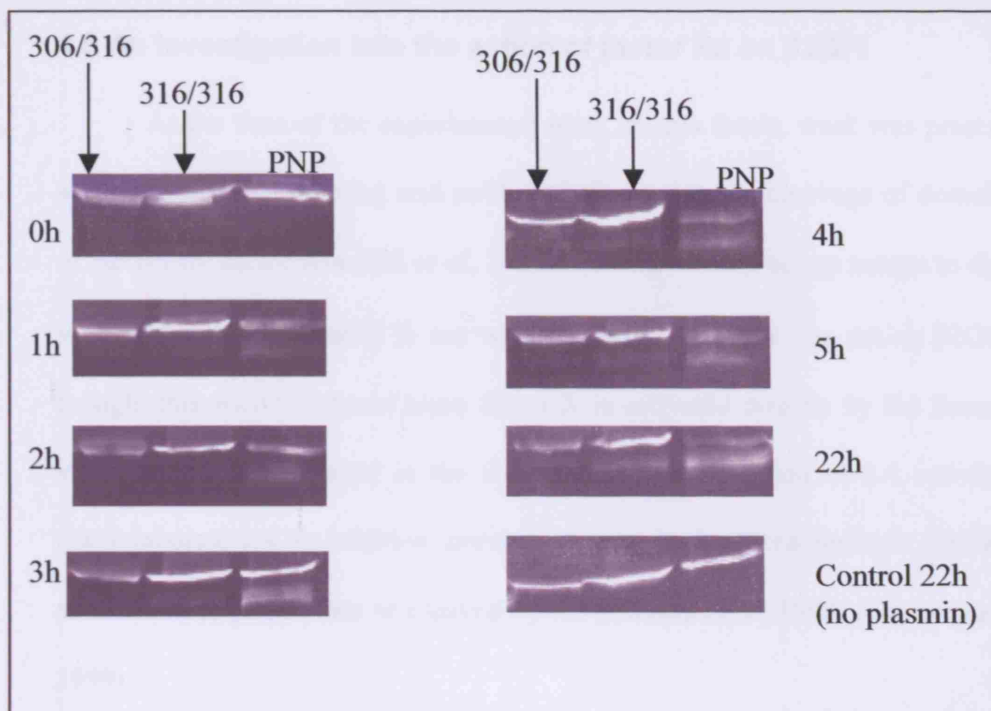 306/316
316/316
PNP
0h
1h
2h
3h
306/316
316/316
PNP
4h
5h
22h
Control 22h
(no plasmin)